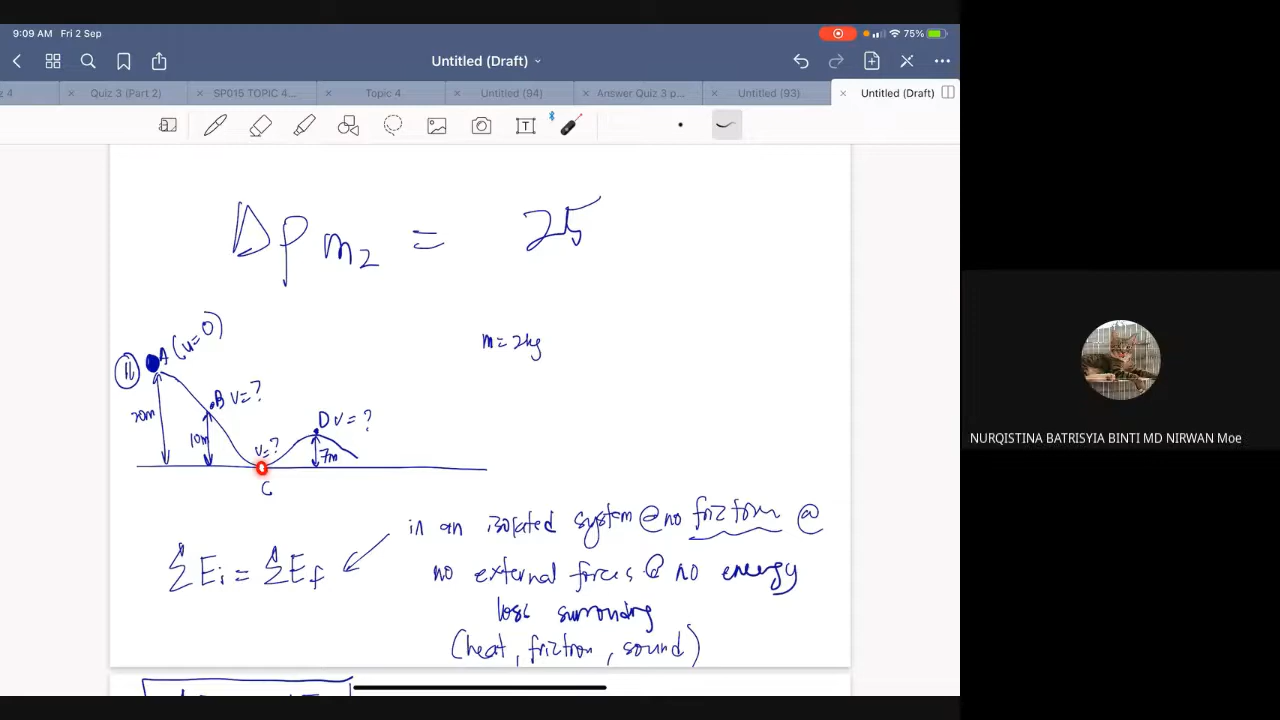 9:09 AM Fri 2 Sep
75%
Untitled (Draft)
z 4
Quiz 3 (Part 2)
SP015 TOPIC 4...
Topic 4
Untitled (94)
Answer Quiz 3 p...
Untitled (93)
Untitled (Draft)
Δp m2 = 25
A (u=0)
m = 2kg
20m
B v=?
D v=?
10m
v=?
7m
C
in an isolated system @ no friction @
ΣEi = ΣEf
no external forces @ no energy
loss surronding
(heat, friction, sound)
NURQISTINA BATRISYIA BINTI MD NIRWAN Moe